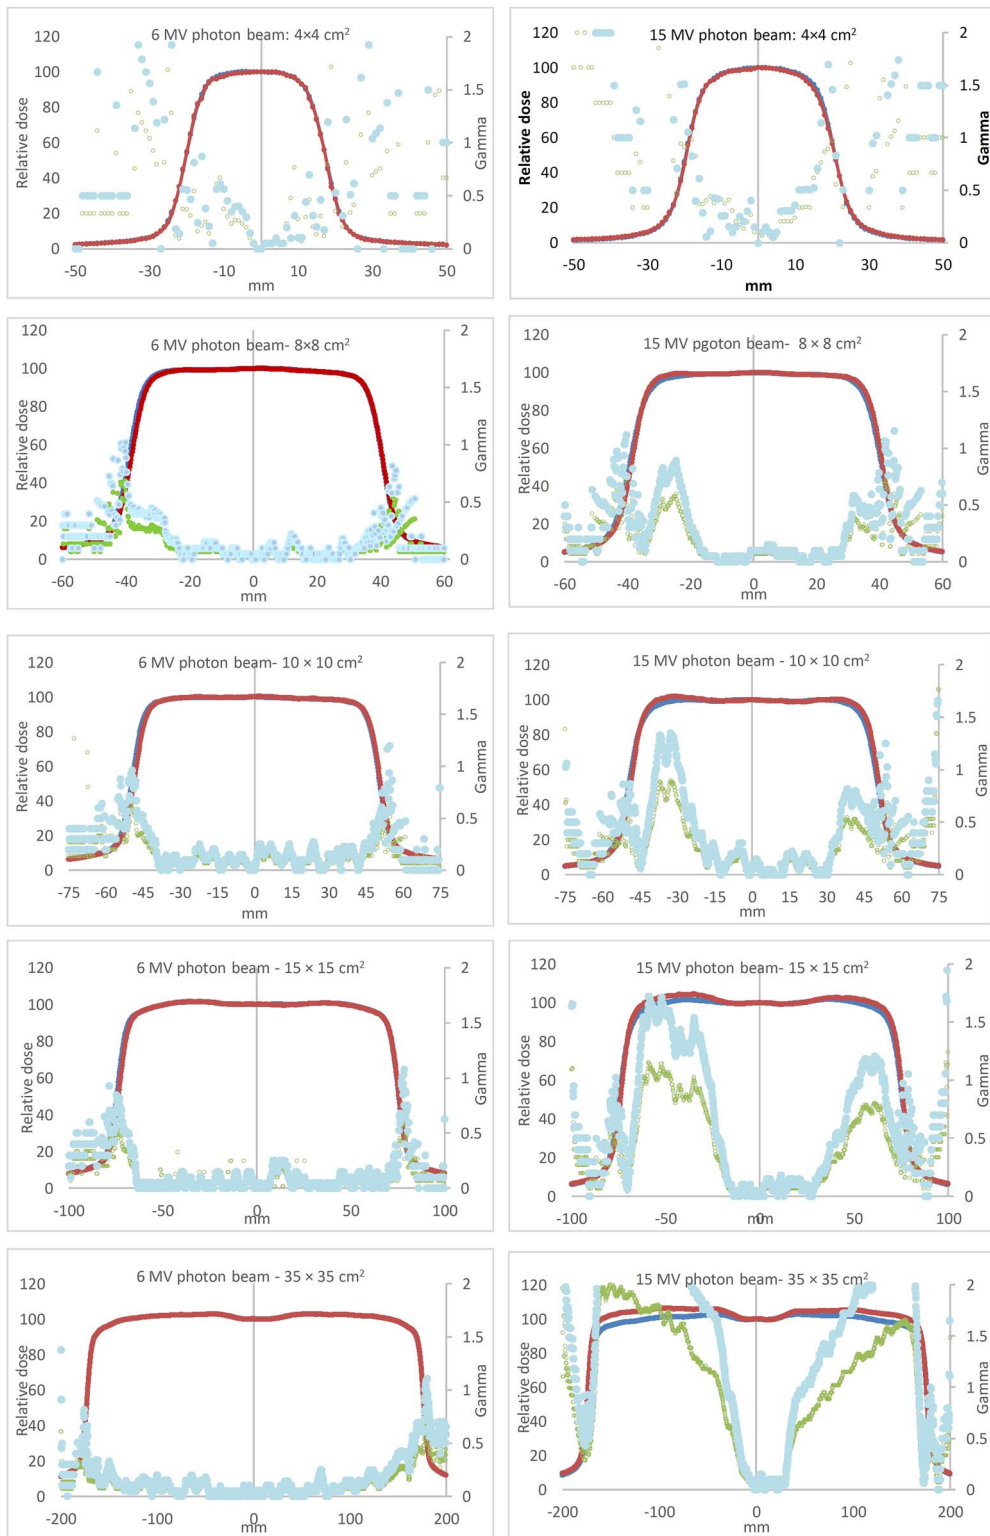 6 MV photon beam: 4×4 cm²
120
100
80
60
40
20
0
2
1.5
1
0.5
0
Relative dose
Gamma
-50 -30 -10 10 30 50
mm
15 MV photon beam: 4×4 cm²
120
100
80
60
40
20
0
2
1.5
1
0.5
0
Relative dose
Gamma
-50 -30 -10 10 30 50
mm
6 MV photon beam- 8×8 cm²
120
100
80
60
40
20
0
2
1.5
1
0.5
0
Relative dose
Gamma
-60 -40 -20 0 20 40 60
mm
15 MV pgoton beam- 8 × 8 cm²
120
100
80
60
40
20
0
2
1.5
1
0.5
0
Relative dose
Gamma
-60 -40 -20 0 20 40 60
mm
6 MV photon beam- 10 × 10 cm²
120
100
80
60
40
20
0
2
1.5
1
0.5
0
Relative dose
Gamma
-75 -60 -45 -30 -15 0 15 30 45 60 75
mm
15 MV photon beam - 10 × 10 cm²
120
100
80
60
40
20
0
2
1.5
1
0.5
0
Relative dose
Gamma
-75 -60 -45 -30 -15 0 15 30 45 60 75
mm
6 MV photon beam - 15 × 15 cm²
120
100
80
60
40
20
0
2
1.5
1
0.5
0
Relative dose
Gamma
-100 -50 0 50 100
mm
15 MV photon beam- 15 × 15 cm²
120
100
80
60
40
20
0
2
1.5
1
0.5
0
Relative dose
Gamma
-100 -50 0 50 100
mm
6 MV photon beam - 35 × 35 cm²
120
100
80
60
40
20
0
2
1.5
1
0.5
0
Relative dose
Gamma
-200 -100 0 100 200
mm
15 MV photon beam- 35 × 35 cm²
120
100
80
60
40
20
0
2
1.5
1
0.5
0
Relative dose
Gamma
-200 -100 0 100 200
mm